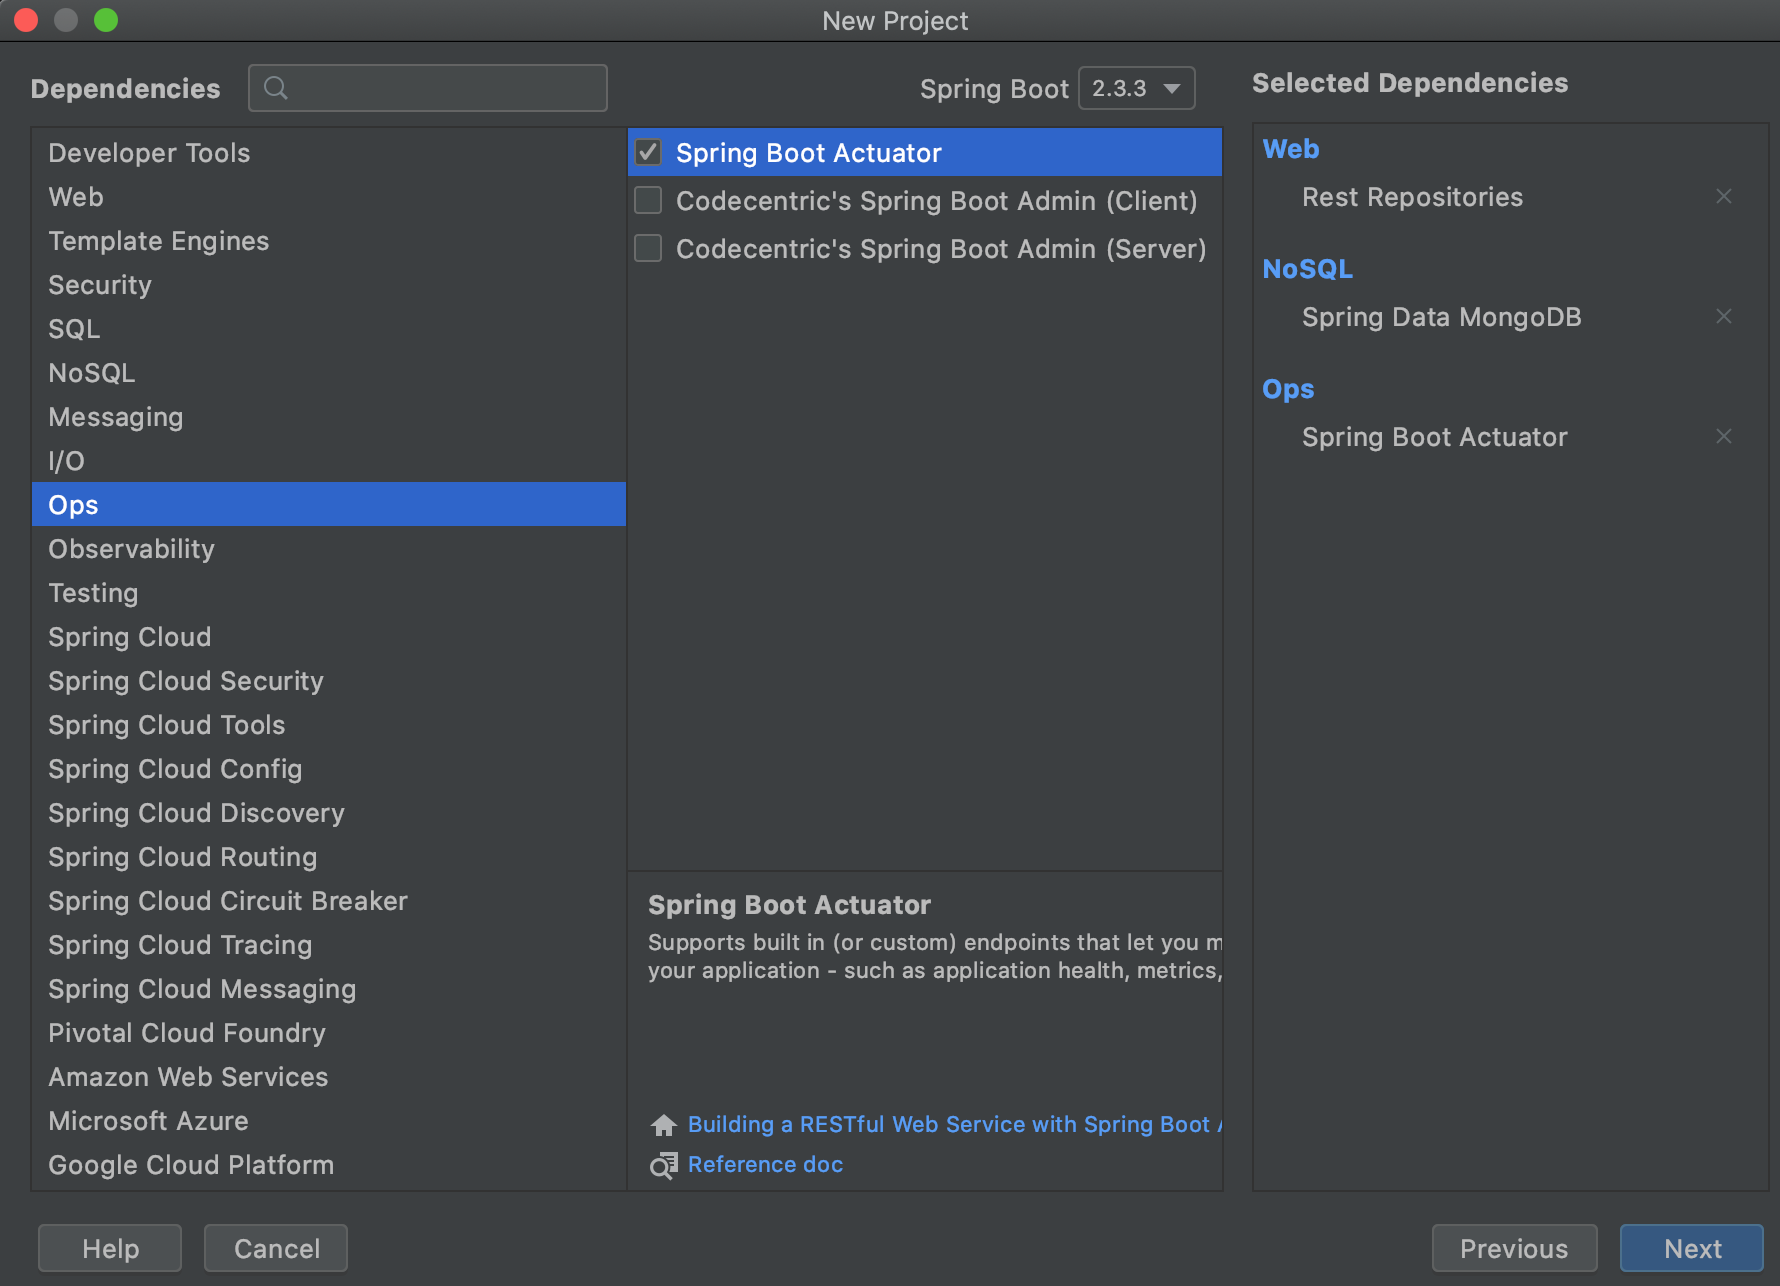 New Project
Dependencies
Spring Boot 2.3.3
Selected Dependencies
Developer Tools
Web
Template Engines
Security
SQL
NoSQL
Messaging
I/O
Ops
Observability
Testing
Spring Cloud
Spring Cloud Security
Spring Cloud Tools
Spring Cloud Config
Spring Cloud Discovery
Spring Cloud Routing
Spring Cloud Circuit Breaker
Spring Cloud Tracing
Spring Cloud Messaging
Pivotal Cloud Foundry
Amazon Web Services
Microsoft Azure
Google Cloud Platform
Spring Boot Actuator
Codecentric's Spring Boot Admin (Client)
Codecentric's Spring Boot Admin (Server)
Spring Boot Actuator
Supports built in (or custom) endpoints that let you m
your application - such as application health, metrics,
Building a RESTful Web Service with Spring Boot A
Reference doc
Web
Rest Repositories
NoSQL
Spring Data MongoDB
Ops
Spring Boot Actuator
Help
Cancel
Previous
Next